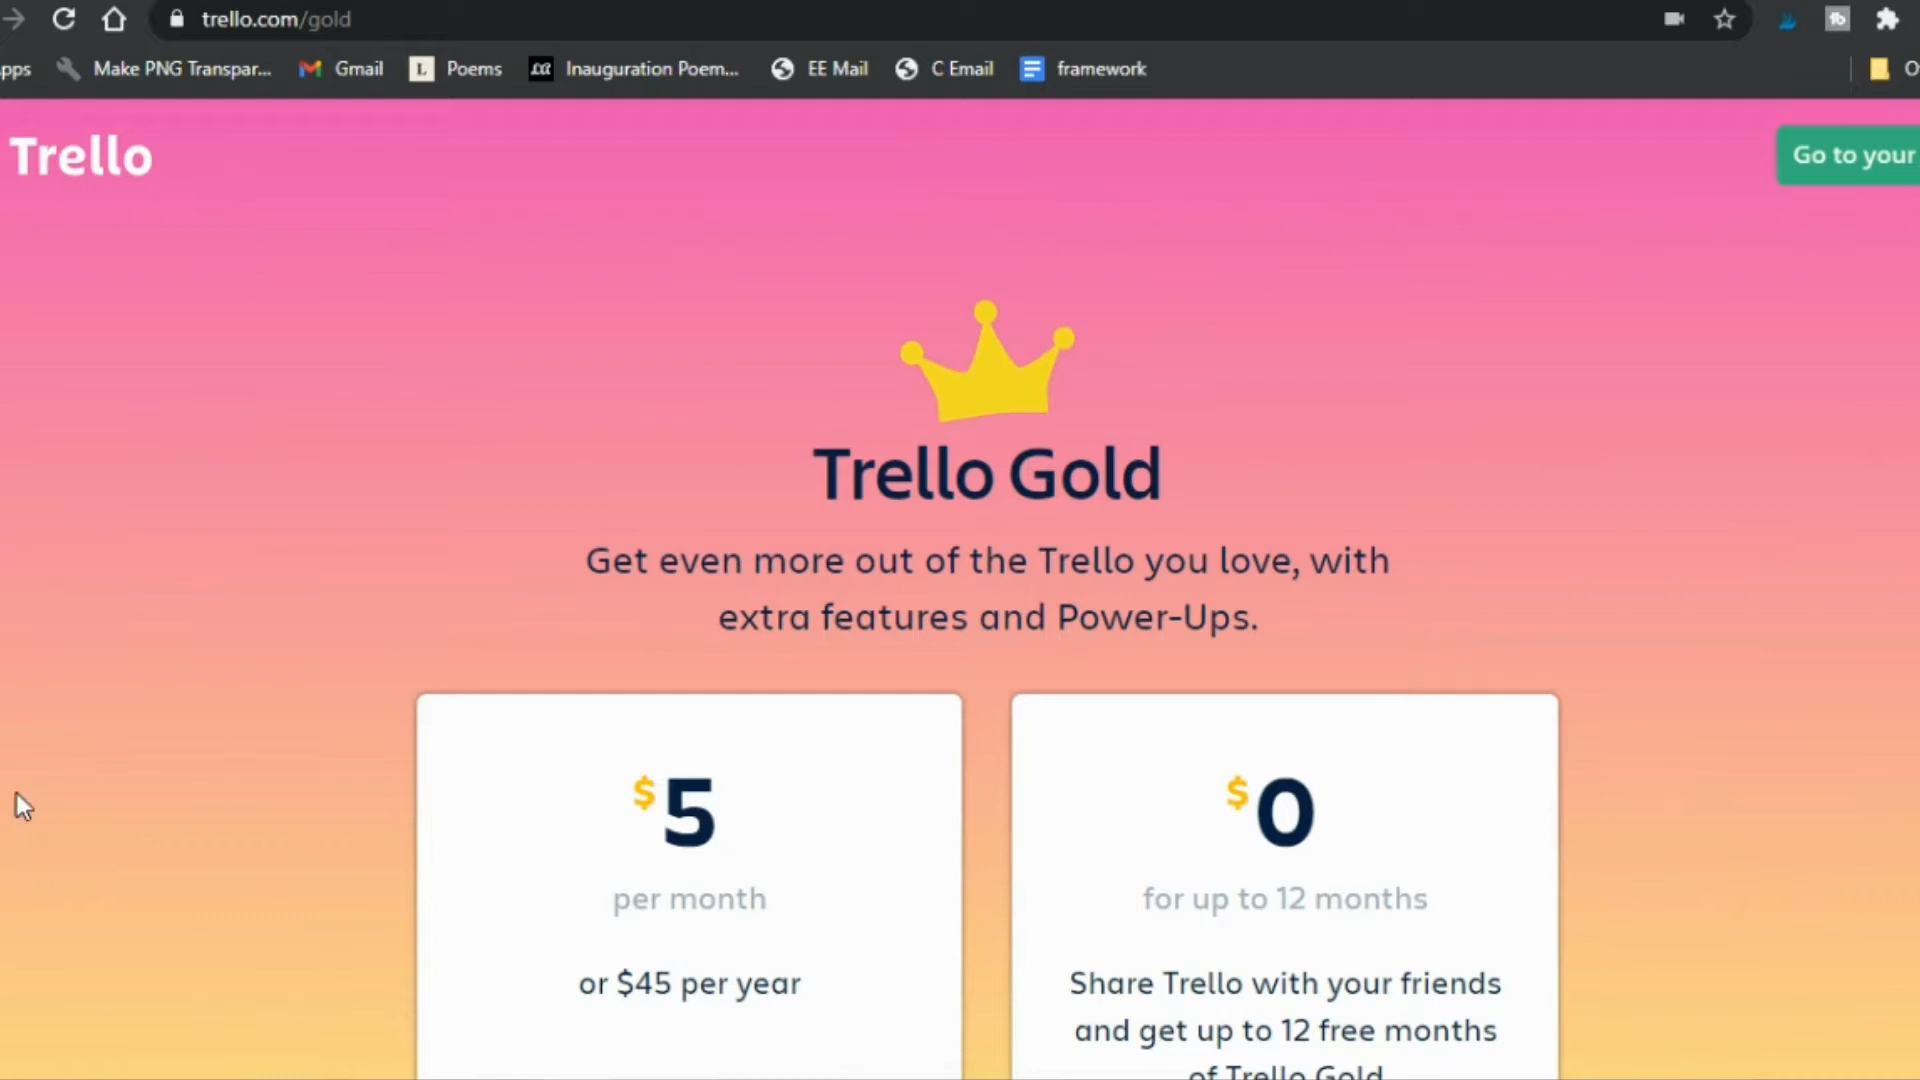 trello.com/gold
pps Make PNG Transpar... Gmail L Poems Inauguration Poem... EE Mail C Email framework O
Trello
Go to your
Trello Gold
Get even more out of the Trello you love, with
extra features and Power-Ups.
$5
per month
or $45 per year
$0
for up to 12 months
Share Trello with your friends
and get up to 12 free months
of Trello Gold